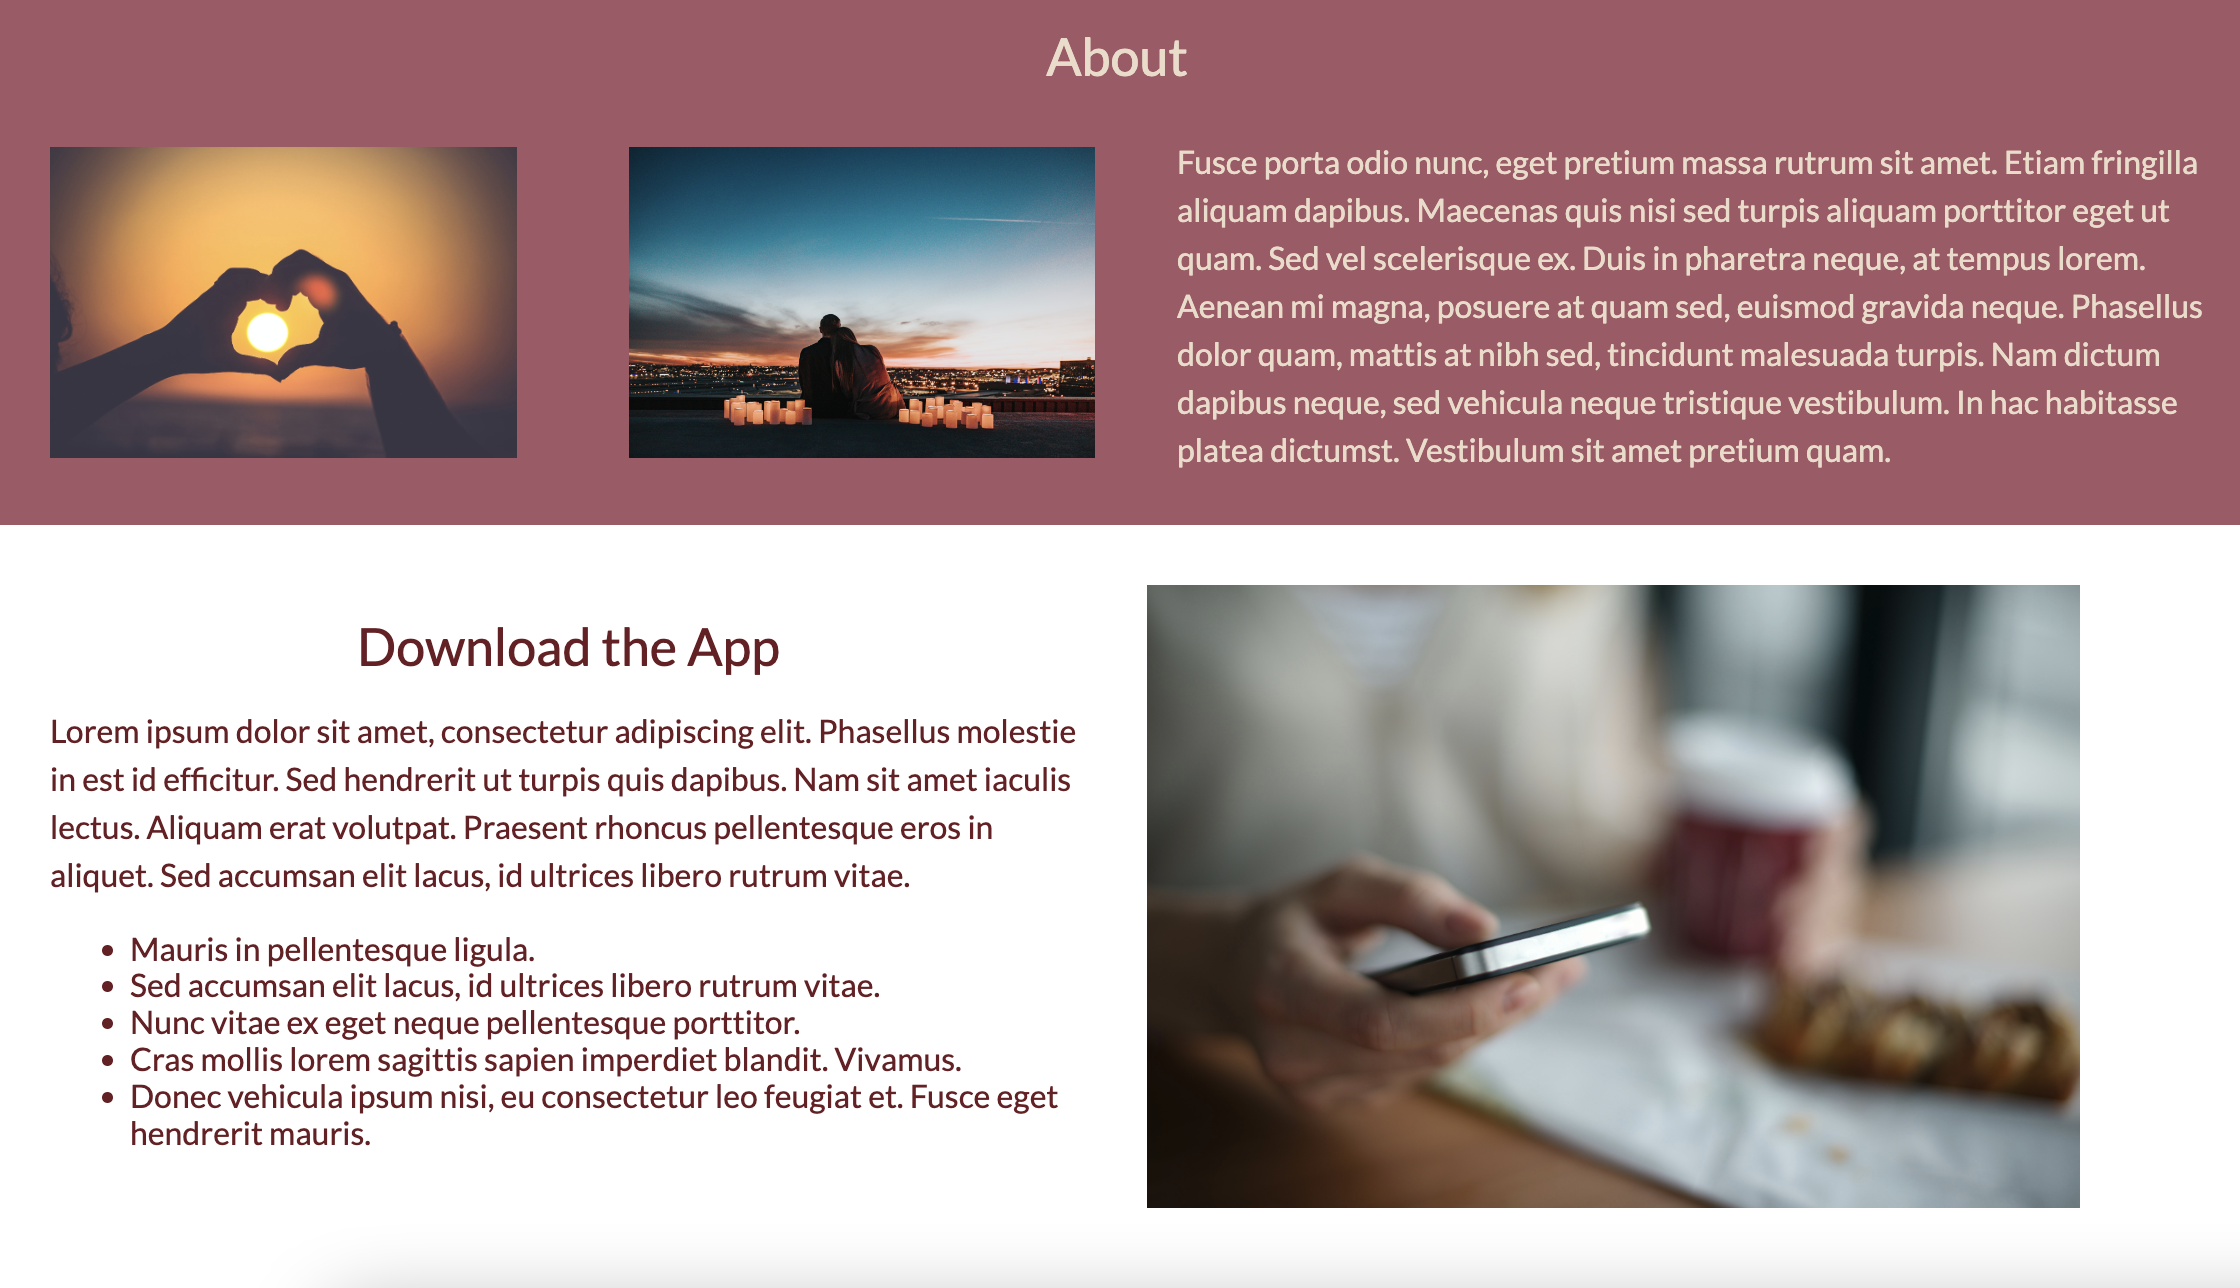 About
Fusce porta odio nunc, eget pretium massa rutrum sit amet. Etiam fringilla
aliquam dapibus. Maecenas quis nisi sed turpis aliquam porttitor eget ut
quam. Sed vel scelerisque ex. Duis in pharetra neque, at tempus lorem.
Aenean mi magna, posuere at quam sed, euismod gravida neque. Phasellus
dolor quam, mattis at nibh sed, tincidunt malesuada turpis. Nam dictum
dapibus neque, sed vehicula neque tristique vestibulum. In hac habitasse
platea dictumst. Vestibulum sit amet pretium quam.
Download the App
Lorem ipsum dolor sit amet, consectetur adipiscing elit. Phasellus molestie
in est id efficitur. Sed hendrerit ut turpis quis dapibus. Nam sit amet iaculis
lectus. Aliquam erat volutpat. Praesent rhoncus pellentesque eros in
aliquet. Sed accumsan elit lacus, id ultrices libero rutrum vitae.
• Mauris in pellentesque ligula.
• Sed accumsan elit lacus, id ultrices libero rutrum vitae.
• Nunc vitae ex eget neque pellentesque porttitor.
• Cras mollis lorem sagittis sapien imperdiet blandit. Vivamus.
• Donec vehicula ipsum nisi, eu consectetur leo feugiat et. Fusce eget
hendrerit mauris.